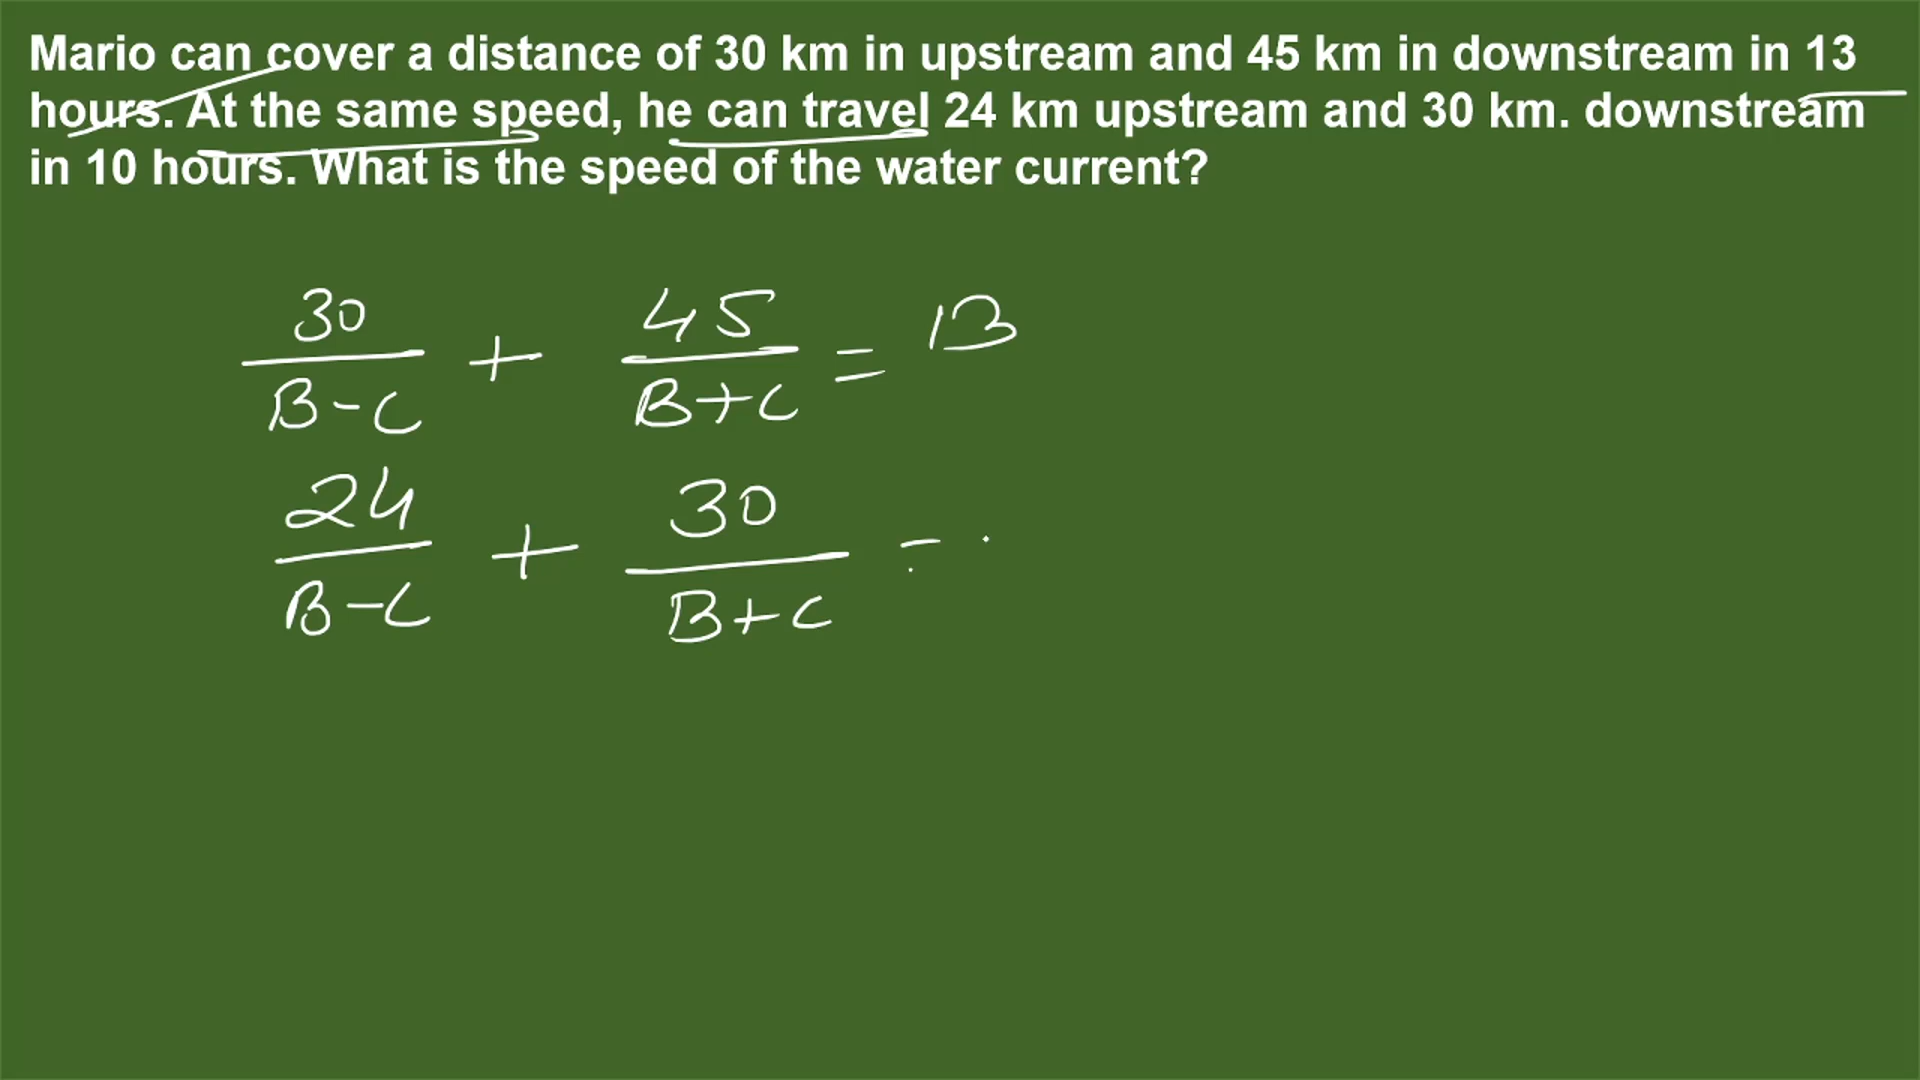 Mario can cover a distance of 30 km in upstream and 45 km in downstream in 13
hours. At the same speed, he can travel 24 km upstream and 30 km. downstream
in 10 hours. What is the speed of the water current?
30 45
+ = 13
B-C B+C
24 30
+ =
B-C B+C